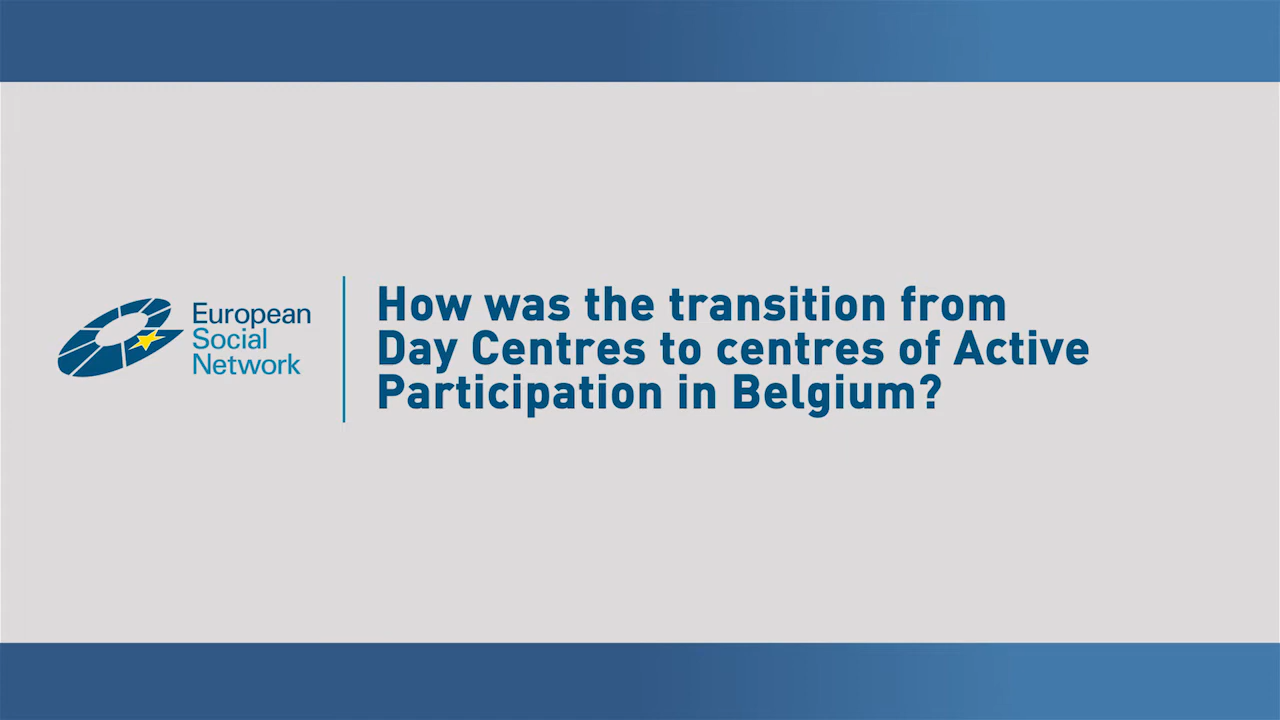 European
Social
Network
How was the transition from
Day Centres to centres of Active
Participation in Belgium?